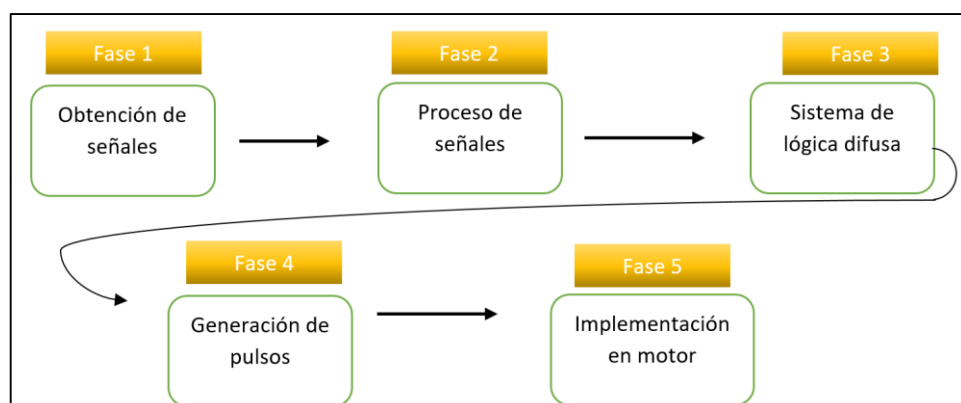 Fase 1
Obtención de
señales
Fase 2
Proceso de
señales
Fase 3
Sistema de
lógica difusa
Fase 4
Generación de
pulsos
Fase 5
Implementación
en motor